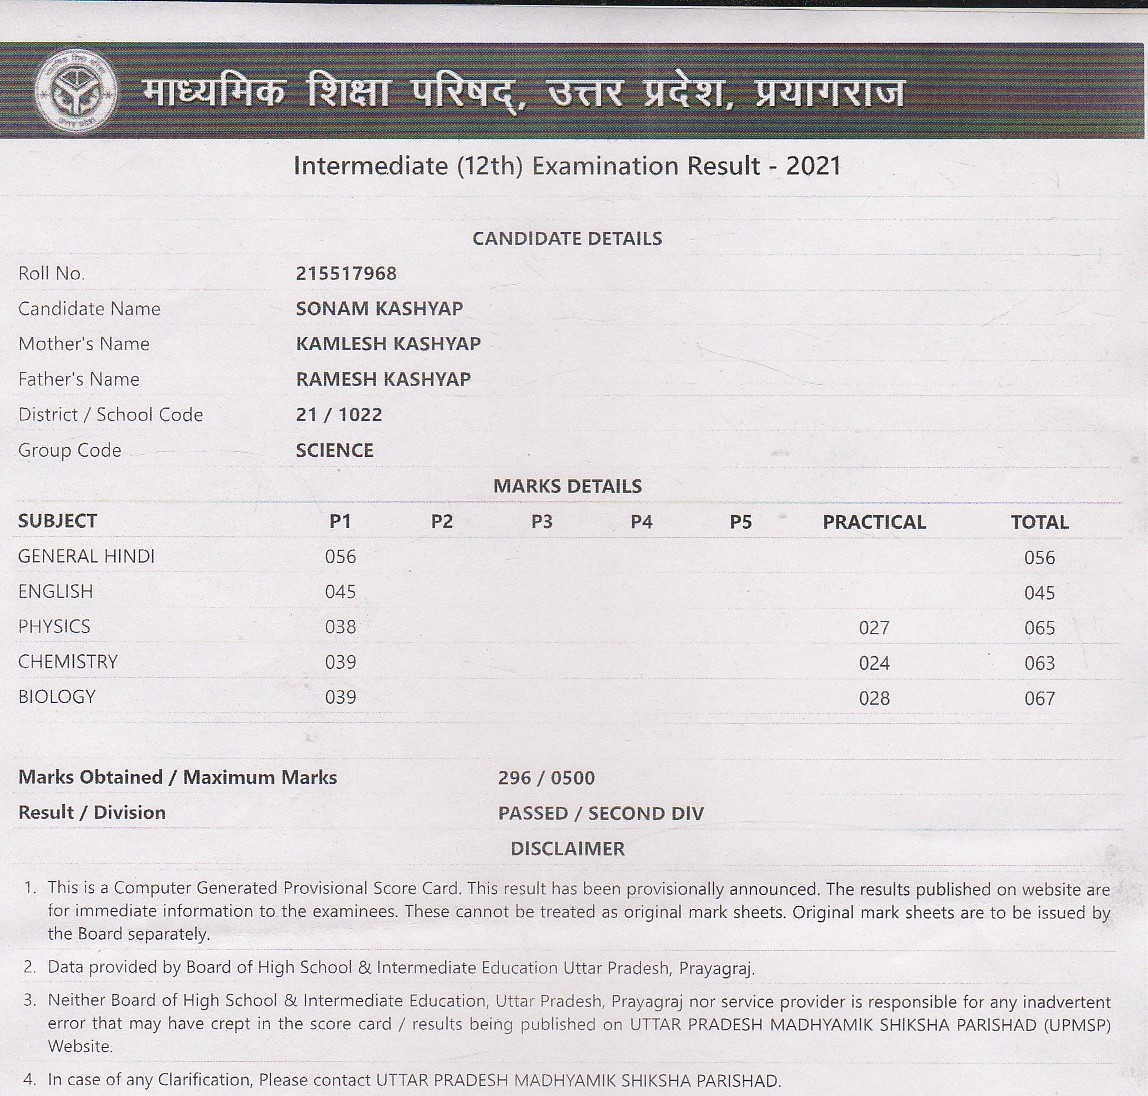 माध्यमिक शिक्षा परिषद्, उत्तर प्रदेश, प्रयागराज
Intermediate (12th) Examination Result - 2021
CANDIDATE DETAILS
Roll No. 215517968
Candidate Name SONAM KASHYAP
Mother's Name KAMLESH KASHYAP
Father's Name RAMESH KASHYAP
District / School Code 21 / 1022
Group Code SCIENCE
MARKS DETAILS
SUBJECT P1 P2 P3 P4 P5 PRACTICAL TOTAL
GENERAL HINDI 056 056
ENGLISH 045 045
PHYSICS 038 027 065
CHEMISTRY 039 024 063
BIOLOGY 039 028 067
Marks Obtained / Maximum Marks 296 / 0500
Result / Division PASSED / SECOND DIV
DISCLAIMER
1. This is a Computer Generated Provisional Score Card. This result has been provisionally announced. The results published on website are
for immediate information to the examinees. These cannot be treated as original mark sheets. Original mark sheets are to be issued by
the Board separately.
2. Data provided by Board of High School & Intermediate Education Uttar Pradesh, Prayagraj.
3. Neither Board of High School & Intermediate Education, Uttar Pradesh, Prayagraj nor service provider is responsible for any inadvertent
error that may have crept in the score card / results being published on UTTAR PRADESH MADHYAMIK SHIKSHA PARISHAD (UPMSP)
Website.
4. In case of any Clarification, Please contact UTTAR PRADESH MADHYAMIK SHIKSHA PARISHAD.